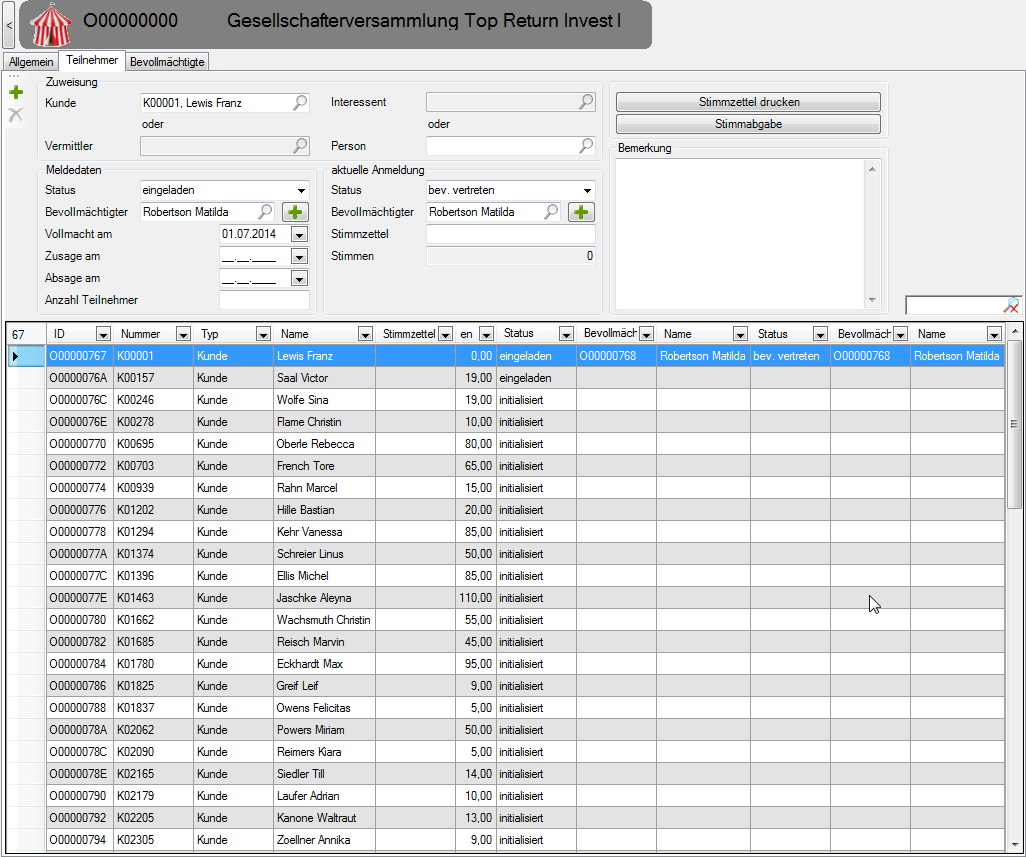 <
O00000000 Gesellschafterversammlung Top Return Invest I
Allgemein Teilnehmer Bevollmächtigte
Zuweisung
Kunde K00001, Lewis Franz Interessent Stimmzettel drucken
oder oder Stimmabgabe
Vermittler Person Bemerkung
Meldedaten aktuelle Anmeldung
Status eingeladen Status bev. vertreten
Bevollmächtigter Robertson Matilda Bevollmächtigter Robertson Matilda
Vollmacht am 01.07.2014 Stimmzettel
Zusage am __.__.____ Stimmen 0
Absage am __.__.____
Anzahl Teilnehmer
67 ID Nummer Typ Name Stimmzettel en Status Bevollmäch Name Status Bevollmäch Name
O00000767 K00001 Kunde Lewis Franz 0,00 eingeladen O00000768 Robertson Matilda bev. vertreten O00000768 Robertson Matilda
O0000076A K00157 Kunde Saal Victor 19,00 eingeladen
O0000076C K00246 Kunde Wolfe Sina 19,00 initialisiert
O0000076E K00278 Kunde Flame Christin 10,00 initialisiert
O00000770 K00695 Kunde Oberle Rebecca 80,00 initialisiert
O00000772 K00703 Kunde French Tore 65,00 initialisiert
O00000774 K00939 Kunde Rahn Marcel 15,00 initialisiert
O00000776 K01202 Kunde Hille Bastian 20,00 initialisiert
O00000778 K01294 Kunde Kehr Vanessa 85,00 initialisiert
O0000077A K01374 Kunde Schreier Linus 50,00 initialisiert
O0000077C K01396 Kunde Ellis Michel 85,00 initialisiert
O0000077E K01463 Kunde Jaschke Aleyna 110,00 initialisiert
O00000780 K01662 Kunde Wachsmuth Christin 55,00 initialisiert
O00000782 K01685 Kunde Reisch Marvin 45,00 initialisiert
O00000784 K01780 Kunde Eckhardt Max 95,00 initialisiert
O00000786 K01825 Kunde Greif Leif 9,00 initialisiert
O00000788 K01837 Kunde Owens Felicitas 5,00 initialisiert
O0000078A K02062 Kunde Powers Miriam 50,00 initialisiert
O0000078C K02090 Kunde Reimers Kiara 5,00 initialisiert
O0000078E K02165 Kunde Siedler Till 14,00 initialisiert
O00000790 K02179 Kunde Laufer Adrian 10,00 initialisiert
O00000792 K02205 Kunde Kanone Waltraut 13,00 initialisiert
O00000794 K02305 Kunde Zoellner Annika 9,00 initialisiert